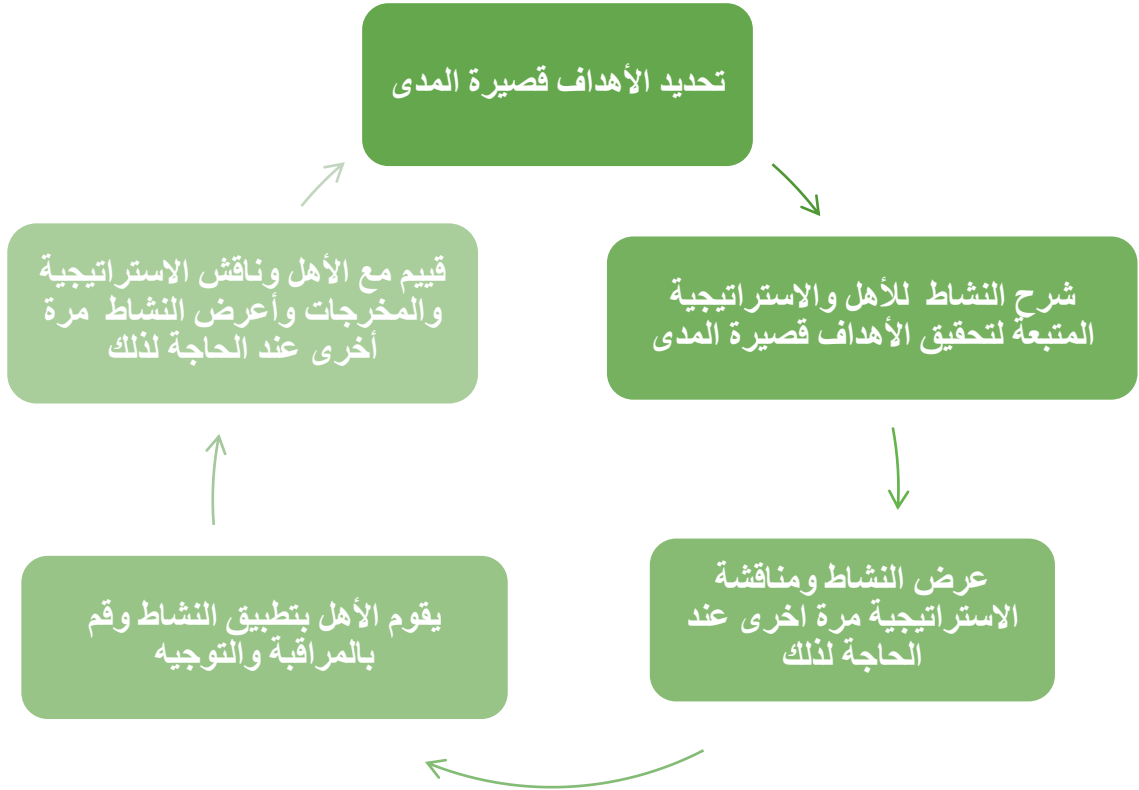 تحديد الأهداف قصيرة المدى
شرح النشاط للأهل والاستراتيجية
المتبعة لتحقيق الأهداف قصيرة المدى
عرض النشاط ومناقشة
الاستراتيجية مرة اخرى عند
الحاجة لذلك
يقوم الأهل بتطبيق النشاط وقم
بالمراقبة والتوجيه
قييم مع الأهل وناقش الاستراتيجية
والمخرجات وأعرض النشاط مرة
أخرى عند الحاجة لذلك